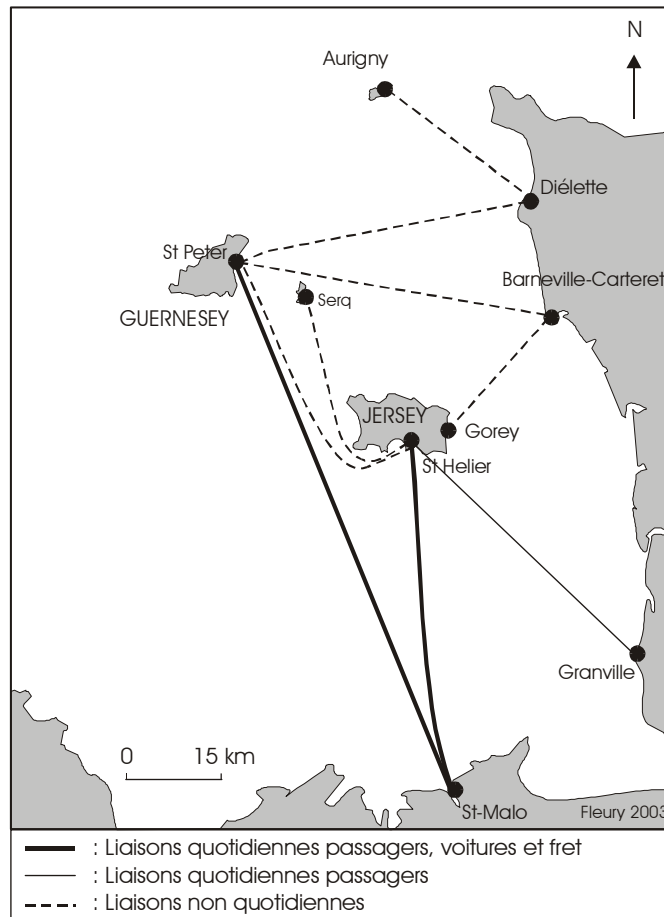 N
Aurigny
Diélette
St Peter
Barneville-Carteret
Serq
GUERNESEY
JERSEY
Gorey
St Helier
Granville
0 15 km
St-Malo
Fleury 2003
: Liaisons quotidiennes passagers, voitures et fret
: Liaisons quotidiennes passagers
: Liaisons non quotidiennes